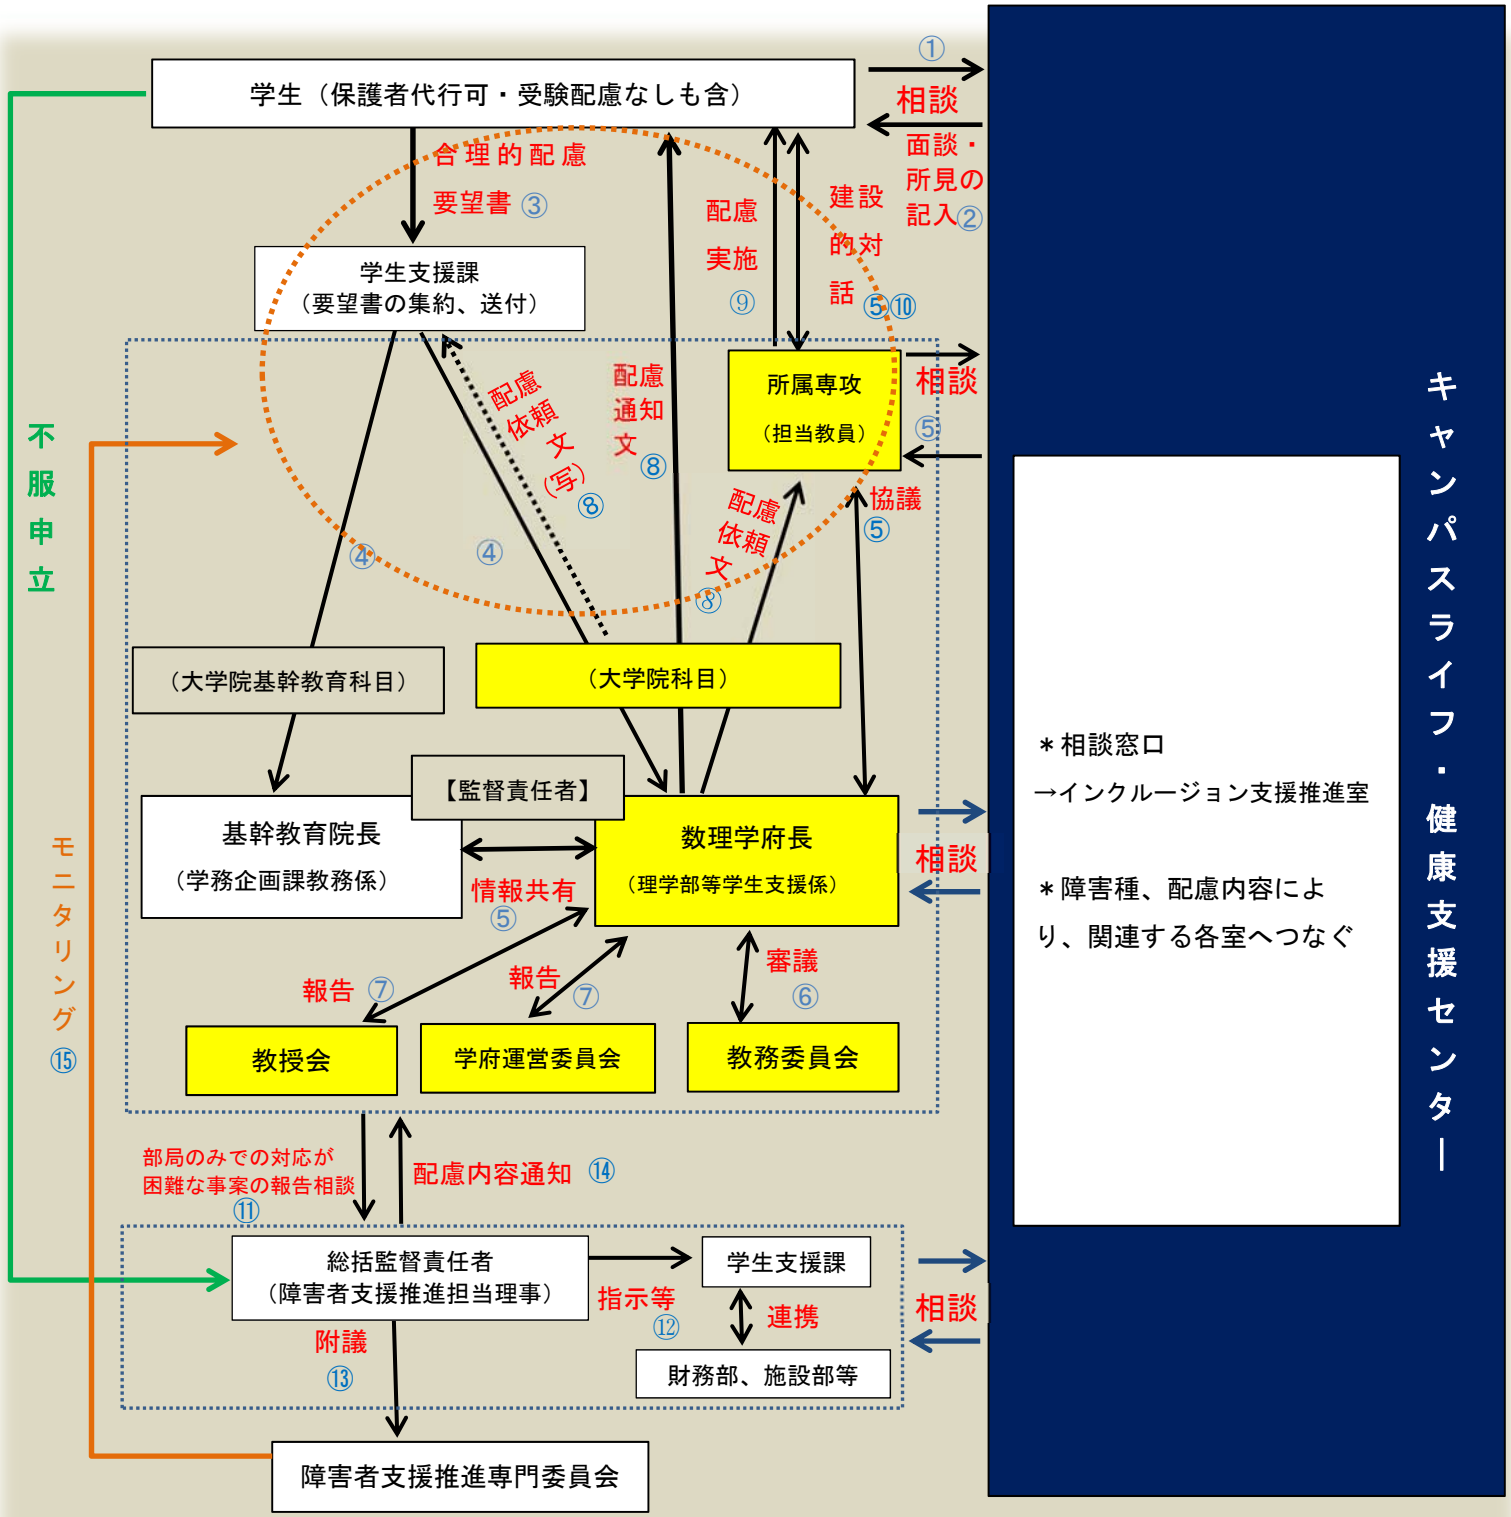 ①
学生（保護者代行可・受験配慮なしも含）
相談
面談・
所見の
記入②
合理的配慮
要望書③
配慮
実施
⑨
建設
的対
話 ⑤⑩
学生支援課
（要望書の集約、送付）
配慮
依頼
文
（写）
⑧
配慮
通知
文
⑧
所属専攻
（担当教員）
相談
⑤
協議
⑤
配慮
依頼
文
⑧
④
④
不服申立
（大学院基幹教育科目）
（大学院科目）
【監督責任者】
基幹教育院長
（学務企画課教務係）
数理学府長
（理学部等学生支援係）
情報共有
⑤
相談
報告 ⑦
報告
⑦
審議
⑥
教授会
学府運営委員会
教務委員会
モニタリング
⑮
部局のみでの対応が
困難な事案の報告相談
⑪
配慮内容通知 ⑭
総括監督責任者
（障害者支援推進担当理事）
指示等
⑫
学生支援課
連携
財務部、施設部等
相談
附議
⑬
障害者支援推進専門委員会
＊相談窓口
→インクルージョン支援推進室
＊障害種、配慮内容によ
り、関連する各室へつなぐ
キャンパスライフ・健康支援センター